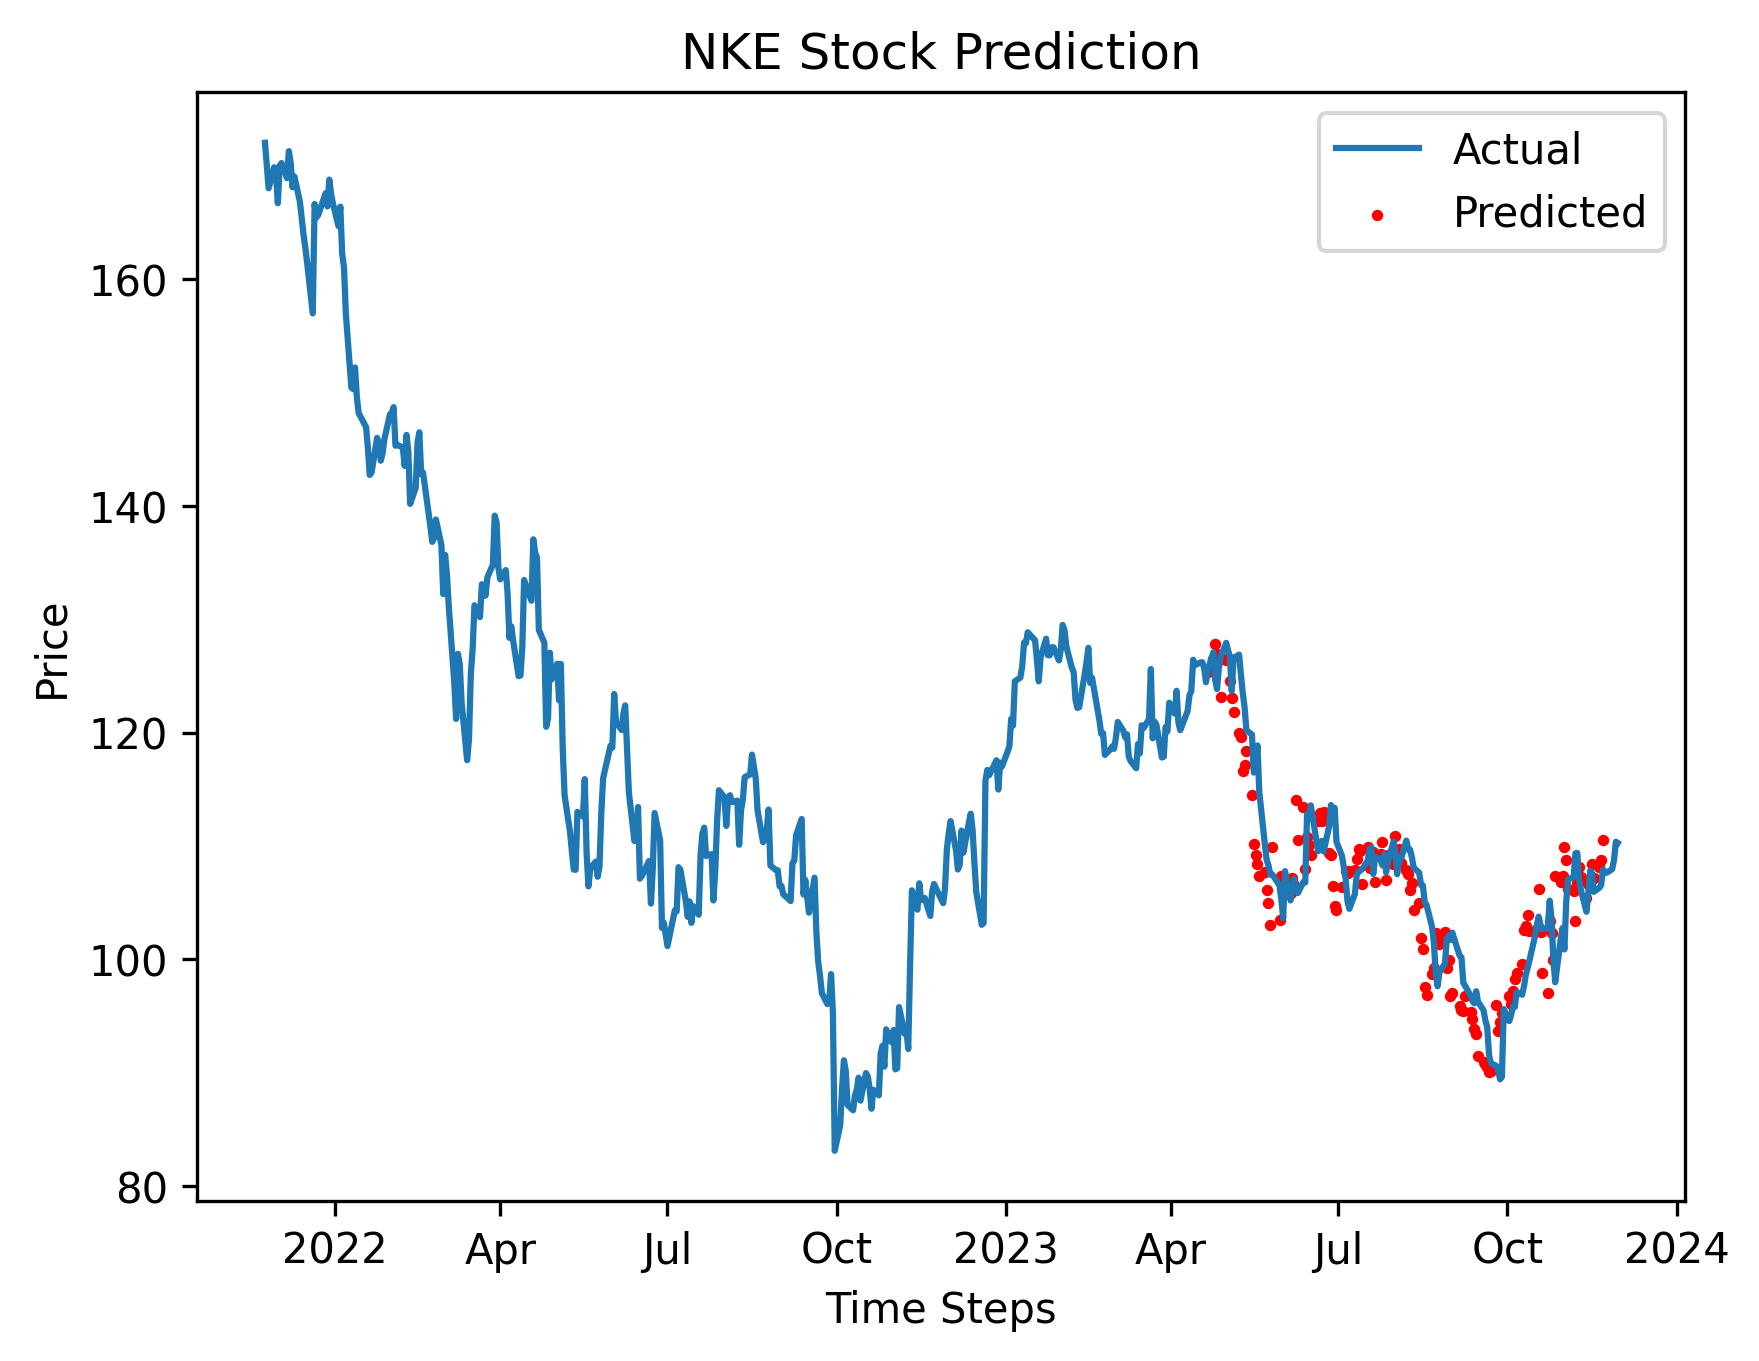 NKE Stock Prediction
Actual
Predicted
Price
160
140
120
100
80
2022 Apr Jul Oct 2023 Apr Jul Oct 2024
Time Steps